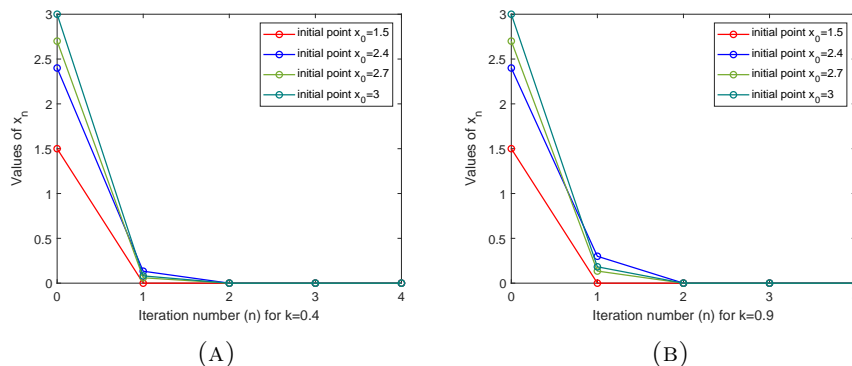 3
2.5
2
1.5
1
0.5
0
Values of x_n
initial point x_0=1.5
initial point x_0=2.4
initial point x_0=2.7
initial point x_0=3
0 1 2 3 4
Iteration number (n) for k=0.4
(A)
3
2.5
2
1.5
1
0.5
0
Values of x_n
initial point x_0=1.5
initial point x_0=2.4
initial point x_0=2.7
initial point x_0=3
0 1 2 3
Iteration number (n) for k=0.9
(B)